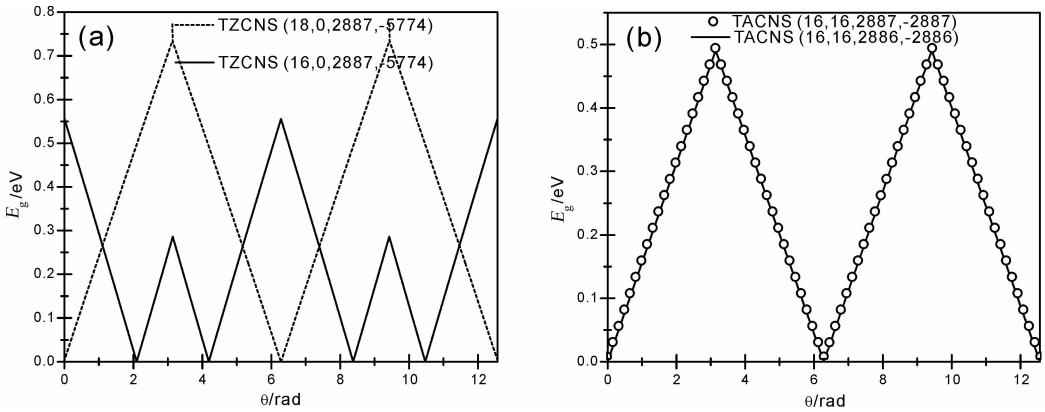 (a)
TZCNS (18,0,2887,-5774)
TZCNS (16,0,2887,-5774)
0.8
0.7
0.6
0.5
0.4
0.3
0.2
0.1
0.0
Eg/eV
0 2 4 6 8 10 12
θ/rad
(b)
TACNS (16,16,2887,-2887)
TACNS (16,16,2886,-2886)
0.5
0.4
0.3
0.2
0.1
0.0
Eg/eV
0 2 4 6 8 10 12
θ/rad